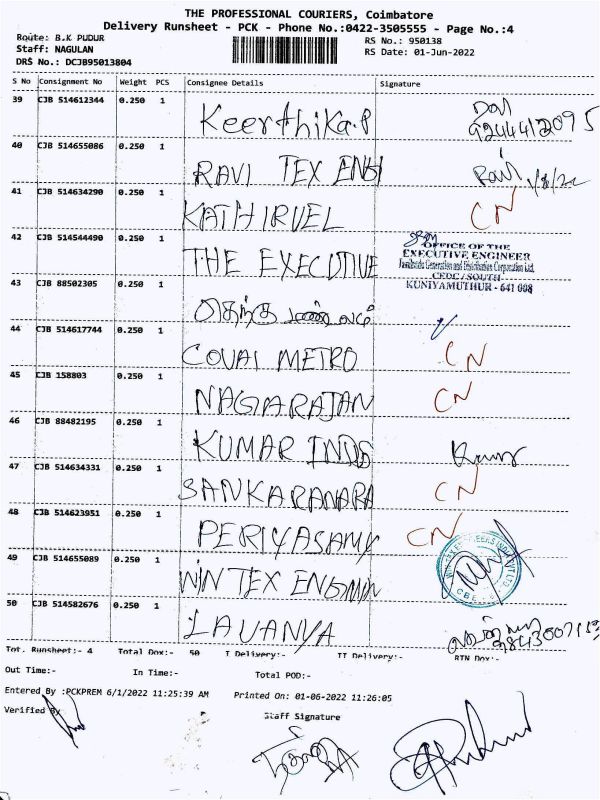 THE PROFESSIONAL COURIERS, Coimbatore
Delivery Runsheet - PCK - Phone No.:0422-3505555 - Page No.:4
Route: B.K PUDUR
RS No.: 950138
Staff: NAGULAN
RS Date: 01-Jun-2022
DRS No.: DCJB95013804
S No Consignment No Weight PCS Consignee Details Signature
39 CJB 514612344 0.250 1 Keerthika.P
40 CJB 514655086 0.250 1 RAVI TEX ENGI
41 CJB 514634290 0.250 1 KATHIRVEL CN
42 CJB 514544490 0.250 1 THE EXECUTIVE
OFFICE OF THE
EXECUTIVE ENGINEER
Tamilnadu Generation and Distribution Corporation Ltd.
CEDC / SOUTH
KUNIYAMUTHUR - 641 008
43 CJB 88502305 0.250 1
44 CJB 514617744 0.250 1 COVAI METRO CN
45 CJB 158803 0.250 1 NAGARAJAN CN
46 CJB 88482195 0.250 1 KUMAR INDS
47 CJB 514634331 0.250 1 SANKARANARA CN
48 CJB 514623951 0.250 1 PERIYASAMY CN
49 CJB 514655089 0.250 1 WIN TEX
50 CJB 514582676 0.250 1 LAVANYA
Tot. Runsheet:- 4 Total Dox:- 50 I Delivery:- II Delivery:- RTN Dox:-
Out Time:- In Time:- Total POD:-
Entered By :PCKPREM 6/1/2022 11:25:39 AM Printed On: 01-06-2022 11:26:05
Verified By
Staff Signature